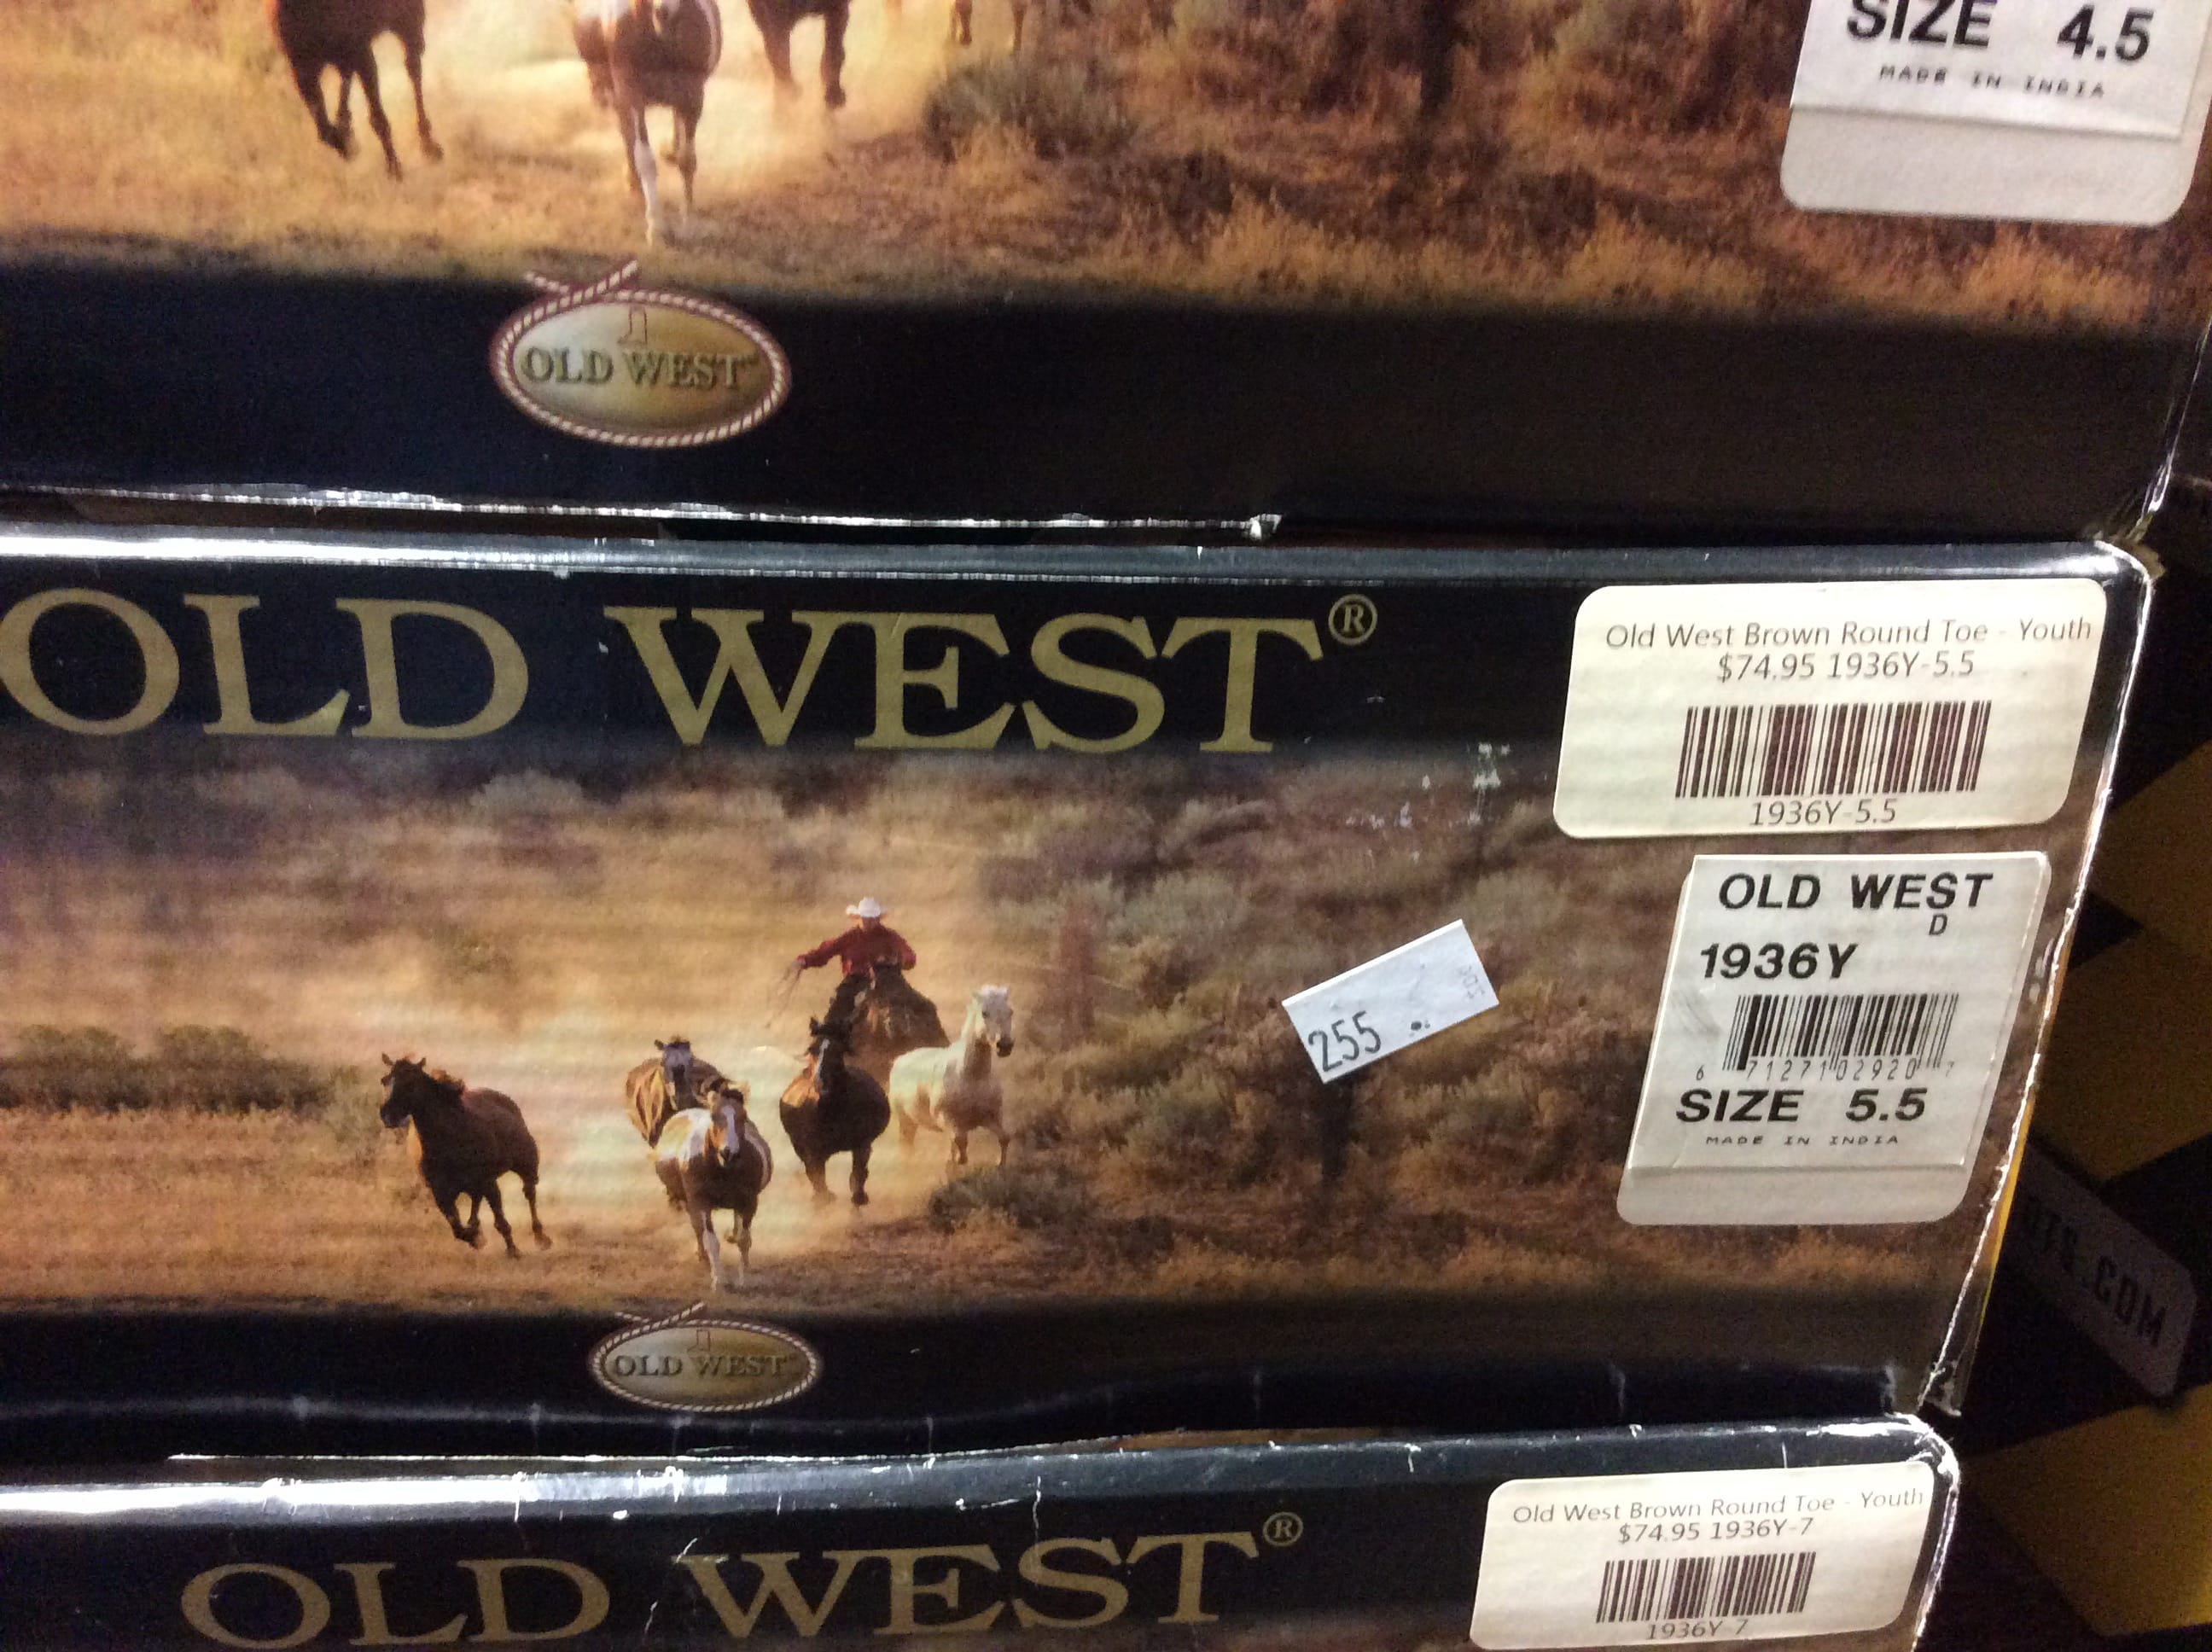 SIZE 4.5
MADE IN INDIA
OLD WEST
OLD WEST®
Old West Brown Round Toe - Youth
$74.95 1936Y-5.5
1936Y-5.5
OLD WEST
D
1936Y
6 71271 02920 7
SIZE 5.5
MADE IN INDIA
255
OLD WEST
OTS.COM
OLD WEST®
Old West Brown Round Toe - Youth
$74.95 1936Y-7
1936Y-7